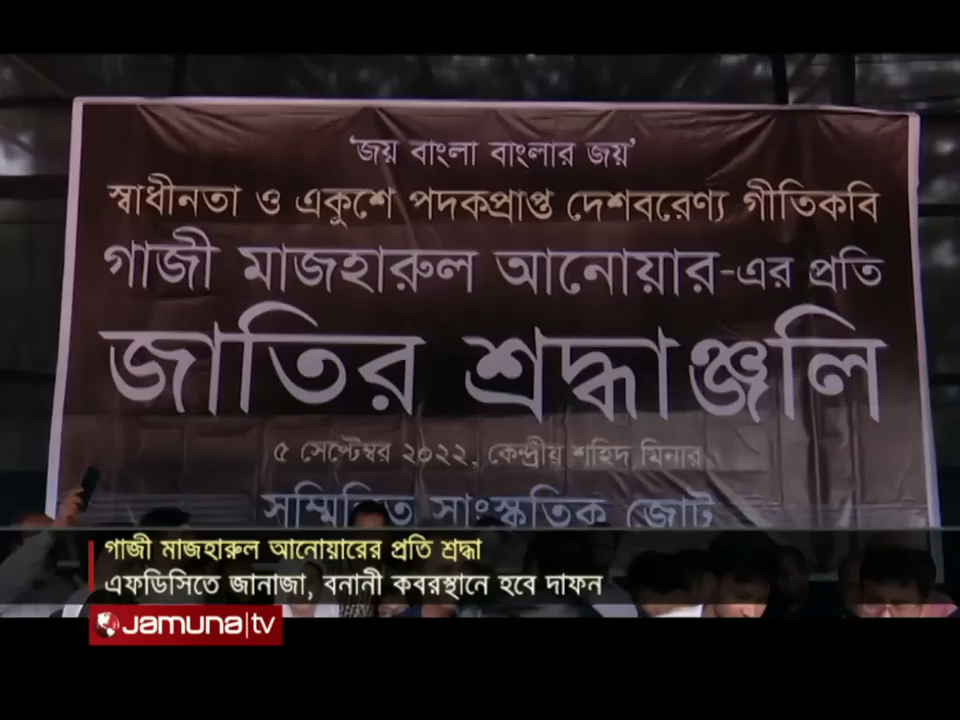 ‘জয় বাংলা বাংলার জয়’
স্বাধীনতা ও একুশে পদকপ্রাপ্ত দেশবরেণ্য গীতিকবি
গাজী মাজহারুল আনোয়ার-এর প্রতি
জাতির শ্রদ্ধাঞ্জলি
৫ সেপ্টেম্বর ২০২২, কেন্দ্রীয় শহিদ মিনার
সম্মিলিত সাংস্কৃতিক জোট
গাজী মাজহারুল আনোয়ারের প্রতি শ্রদ্ধা
এফডিসিতে জানাজা, বনানী কবরস্থানে হবে দাফন
JAMUNA|tv